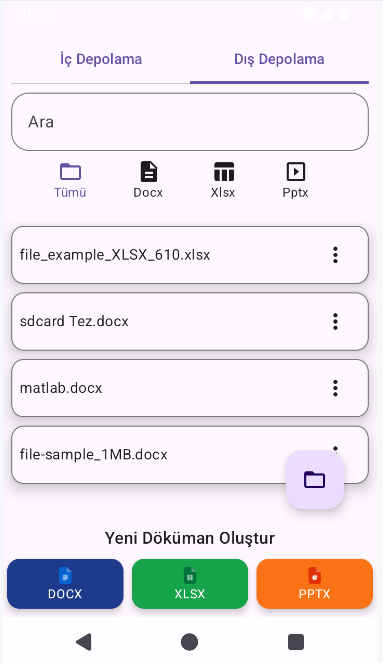 İç Depolama
Dış Depolama
Ara
Tümü
Docx
Xlsx
Pptx
file_example_XLSX_610.xlsx
sdcard Tez.docx
matlab.docx
file-sample_1MB.docx
Yeni Döküman Oluştur
DOCX
XLSX
PPTX